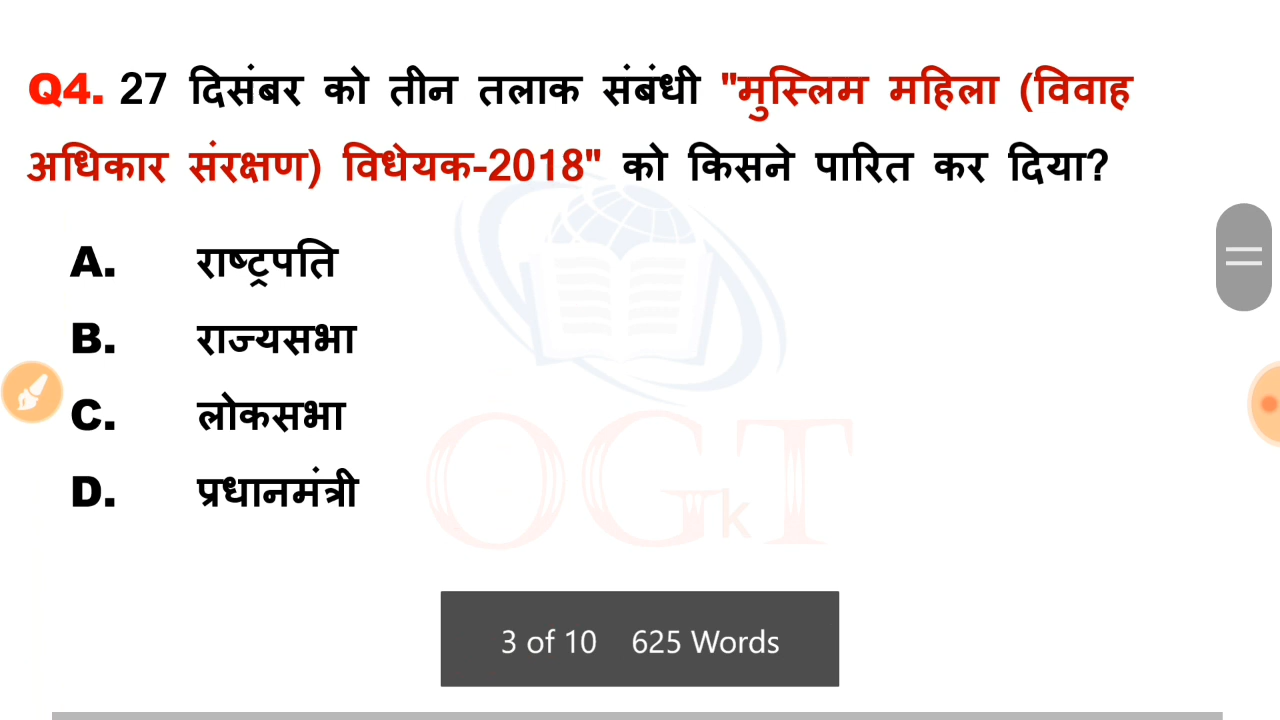 Q4. 27 दिसंबर को तीन तलाक संबंधी "मुस्लिम महिला (विवाह
अधिकार संरक्षण) विधेयक-2018" को किसने पारित कर दिया?
A. राष्ट्रपति
B. राज्यसभा
C. लोकसभा
D. प्रधानमंत्री
OGkT
3 of 10 625 Words